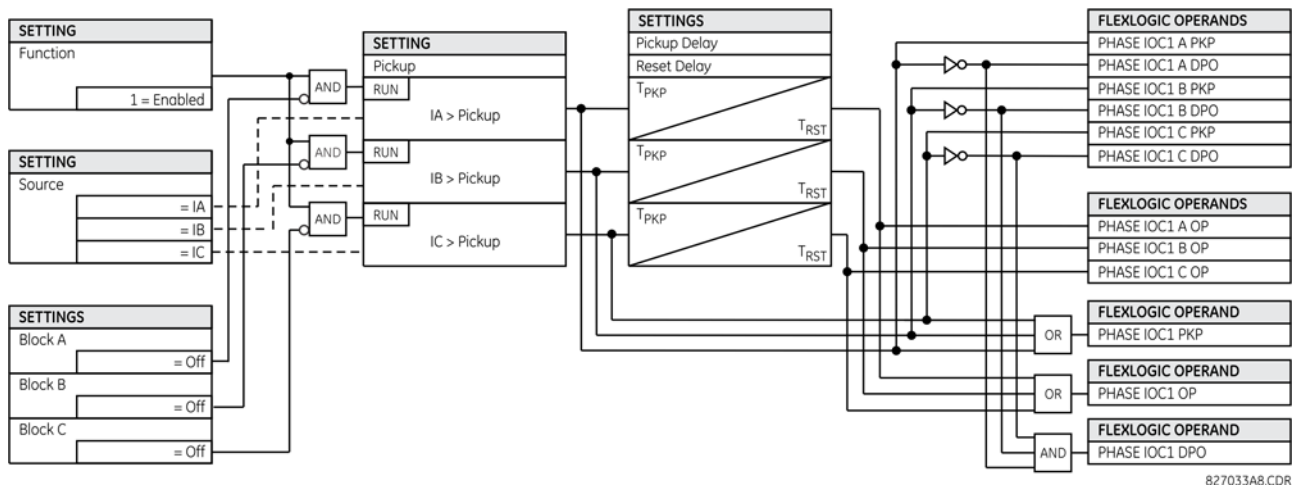 SETTING
Function
1 = Enabled
SETTING
Source
= IA
= IB
= IC
SETTINGS
Block A
= Off
Block B
= Off
Block C
= Off
AND
AND
AND
SETTING
Pickup
RUN
IA > Pickup
RUN
IB > Pickup
RUN
IC > Pickup
SETTINGS
Pickup Delay
Reset Delay
TPKP
TRST
TPKP
TRST
TPKP
TRST
FLEXLOGIC OPERANDS
PHASE IOC1 A PKP
PHASE IOC1 A DPO
PHASE IOC1 B PKP
PHASE IOC1 B DPO
PHASE IOC1 C PKP
PHASE IOC1 C DPO
FLEXLOGIC OPERANDS
PHASE IOC1 A OP
PHASE IOC1 B OP
PHASE IOC1 C OP
OR
FLEXLOGIC OPERAND
PHASE IOC1 PKP
OR
FLEXLOGIC OPERAND
PHASE IOC1 OP
AND
FLEXLOGIC OPERAND
PHASE IOC1 DPO
827033A8.CDR